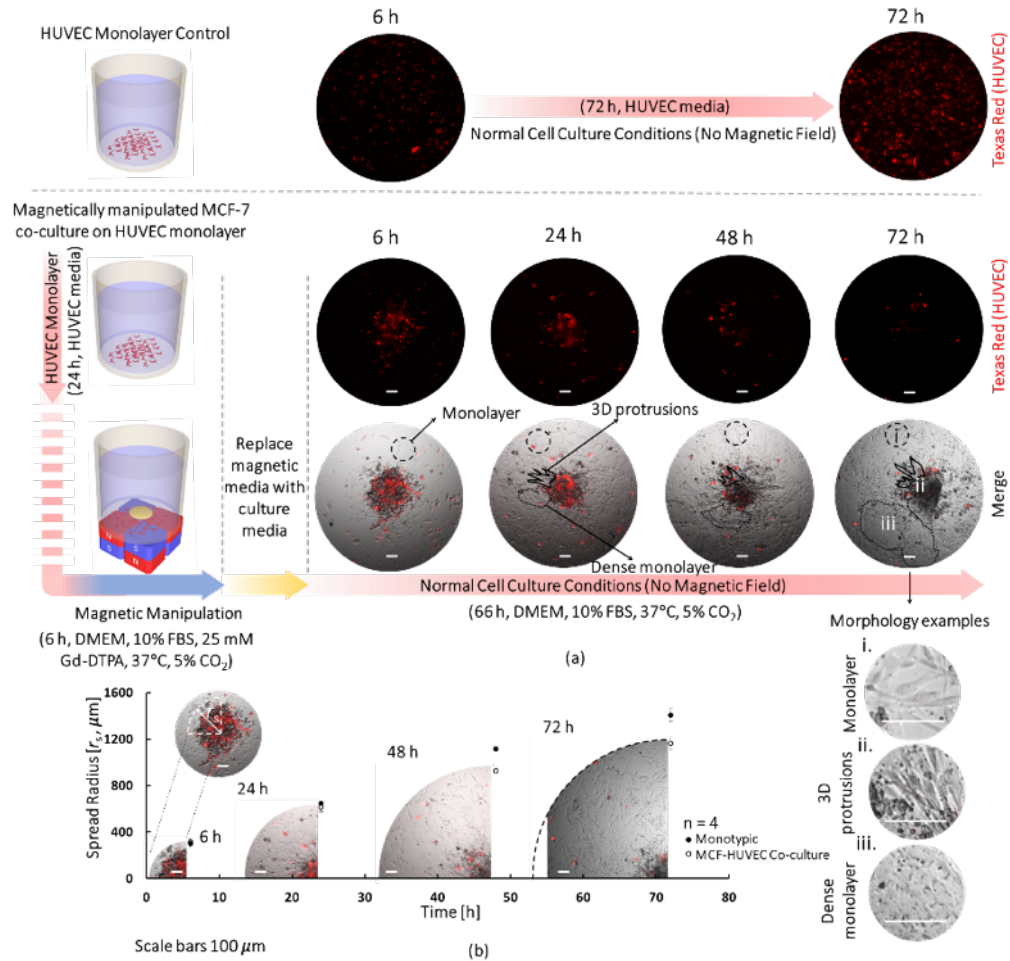 HUVEC Monolayer Control
6 h
72 h
(72 h, HUVEC media)
Normal Cell Culture Conditions (No Magnetic Field)
Texas Red (HUVEC)
Magnetically manipulated MCF-7
co-culture on HUVEC monolayer
HUVEC Monolayer
(24 h, HUVEC media)
6 h
24 h
48 h
72 h
Texas Red (HUVEC)
Monolayer
3D protrusions
Replace
magnetic
media with
culture
media
i
ii
iii
Merge
N
S
S
N
Dense monolayer
Normal Cell Culture Conditions (No Magnetic Field)
Magnetic Manipulation
(66 h, DMEM, 10% FBS, 37°C, 5% CO₂)
(6 h, DMEM, 10% FBS, 25 mM
Gd-DTPA, 37°C, 5% CO₂)
(a)
Morphology examples
i.
Monolayer
ii.
3D
protrusions
iii.
Dense
monolayer
Spread Radius [rₛ, μm]
1600
1200
800
400
0
6 h
24 h
48 h
72 h
n = 4
Monotypic
MCF-HUVEC Co-culture
0 10 20 30 40 50 60 70 80
Time [h]
Scale bars 100 μm
(b)